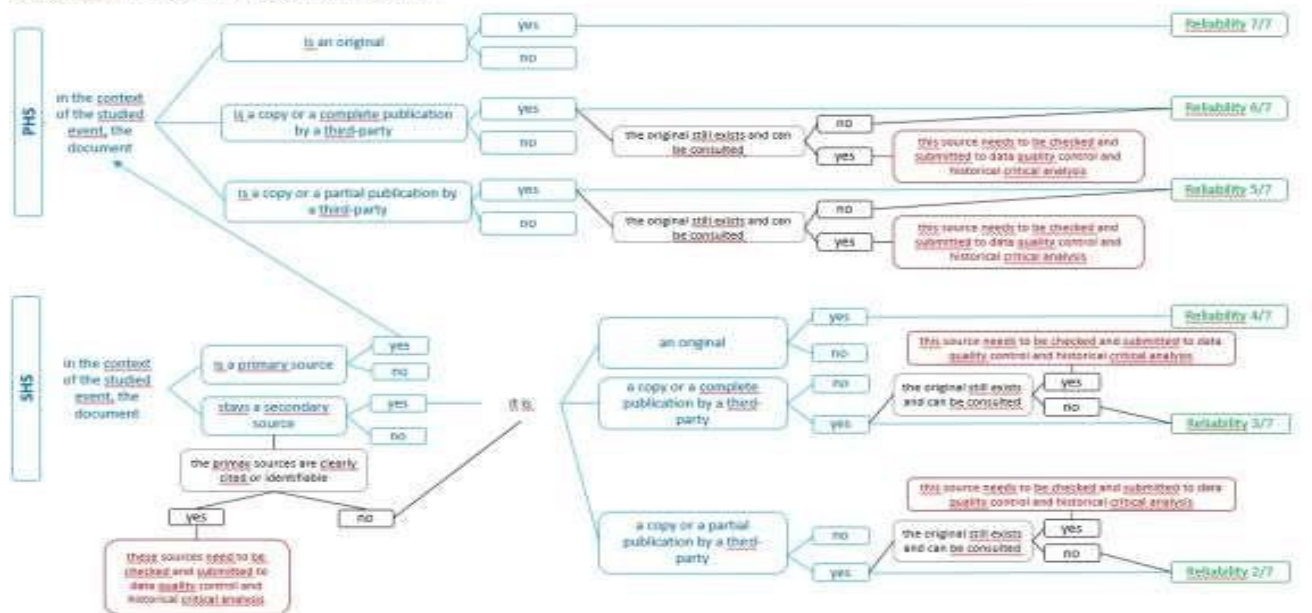 PHS
in the context
of the studied
event, the
document
is an original
yes
no
Reliability 7/7
is a copy or a complete publication
by a third-party
yes
no
the original still exists and can
be consulted
no
yes
this source needs to be checked and
submitted to data quality control and
historical critical analysis
Reliability 6/7
is a copy or a partial publication by
a third-party
yes
no
the original still exists and can
be consulted
no
yes
this source needs to be checked and
submitted to data quality control and
historical critical analysis
Reliability 5/7
SHS
in the context
of the studied
event, the
document
is a primary source
yes
no
stays a secondary
source
yes
no
the primay sources are clearly
cited or identifiable
yes
no
these sources need to be
checked and submitted to
data quality control and
historical critical analysis
it is
an original
yes
no
Reliability 4/7
a copy or a complete
publication by a third-
party
no
yes
this source needs to be checked and submitted to data
quality control and historical critical analysis
the original still exists
and can be consulted
yes
no
Reliability 3/7
a copy or a partial
publication by a third-
party
no
yes
this source needs to be checked and submitted to data
quality control and historical critical analysis
the original still exists
and can be consulted
yes
no
Reliability 2/7